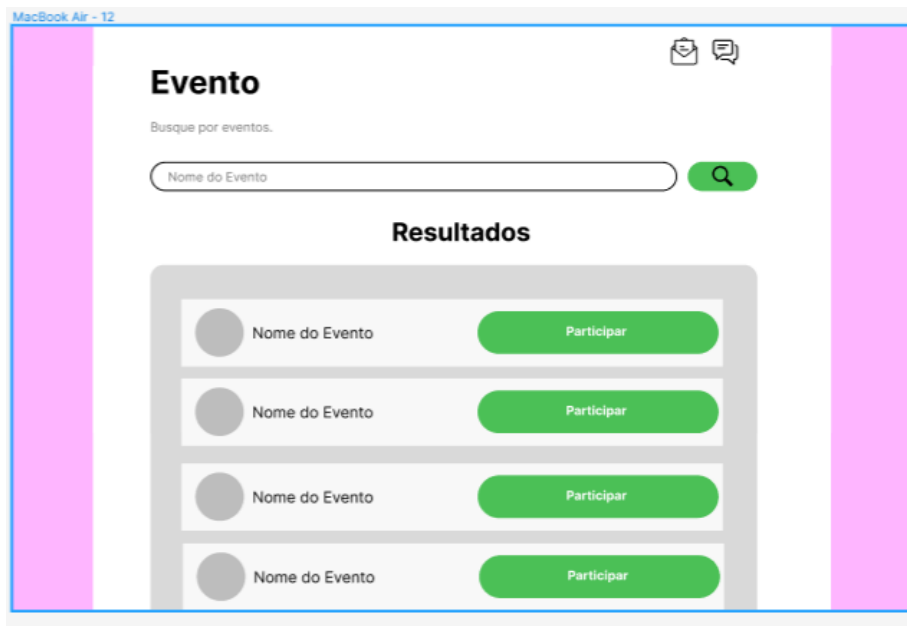 MacBook Air - 12
Evento
Busque por eventos.
Nome do Evento
Resultados
Nome do Evento Participar
Nome do Evento Participar
Nome do Evento Participar
Nome do Evento Participar